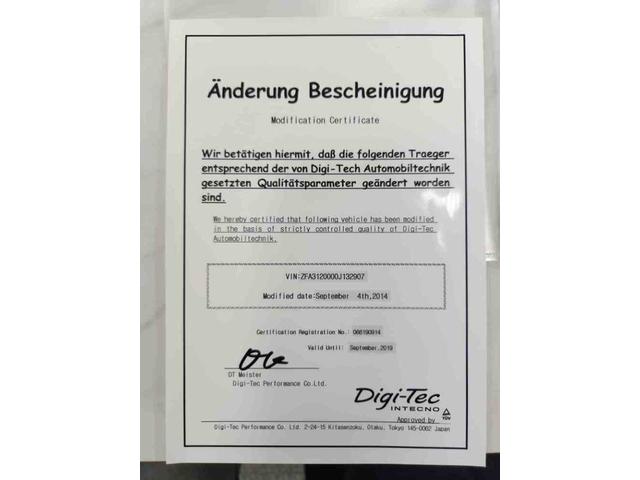 Änderung Bescheinigung
Modification Certificate
Wir betätigen hiermit, daß die folgenden Traeger
entsprechend der von Digi-Tech Automobiltechnik
gesetzten Qualitätsparameter geändert worden
sind.
We hereby certified that following vehicle has been modified
in the basis of strictly controlled quality of Digi-Tec
Automobiltechnik.
VIN:ZFA3120000J132907
Modified date:September 4th,2014
Certification Registration No.: 066190914
Valid Until: September,2019
DT Meister
Digi-Tec Performance Co.Ltd.
Digi-Tec
INTECNO
Approved by TÜV
Digi-Tec Performance Co. Ltd. 2-24-15 Kitasenzoku, Otaku, Tokyo 145-0062 Japan